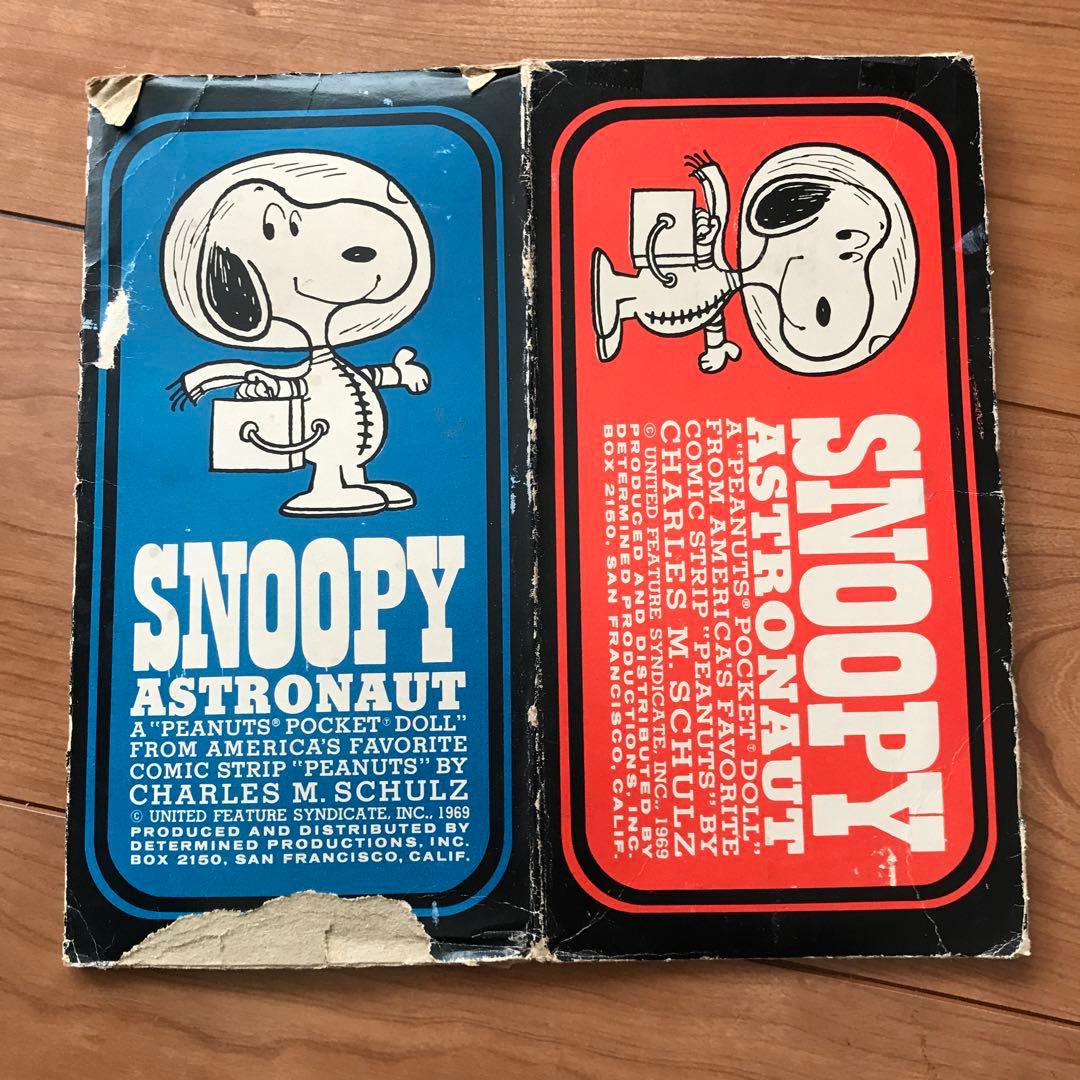 SNOOPY
ASTRONAUT
A "PEANUTS® POCKET Ⓣ DOLL"
FROM AMERICA'S FAVORITE
COMIC STRIP "PEANUTS" BY
CHARLES M. SCHULZ
© UNITED FEATURE SYNDICATE, INC., 1969
PRODUCED AND DISTRIBUTED BY
DETERMINED PRODUCTIONS, INC.
BOX 2150, SAN FRANCISCO, CALIF.
SNOOPY
ASTRONAUT
A "PEANUTS® POCKET Ⓣ DOLL"
FROM AMERICA'S FAVORITE
COMIC STRIP "PEANUTS" BY
CHARLES M. SCHULZ
© UNITED FEATURE SYNDICATE, INC., 1969
PRODUCED AND DISTRIBUTED BY
DETERMINED PRODUCTIONS, INC.
BOX 2150, SAN FRANCISCO, CALIF.